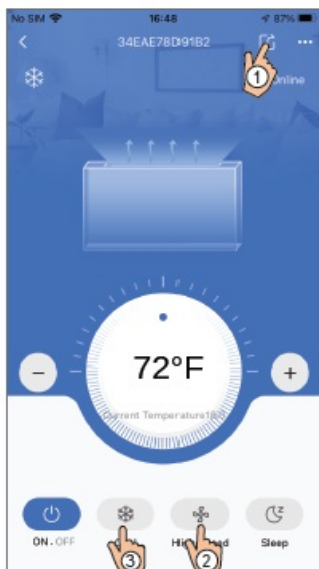 No SIM 16:48 87%
34EAE78D91B2
①
Online
− 72°F +
Current Temperature
ON. OFF Sleep
③ ②